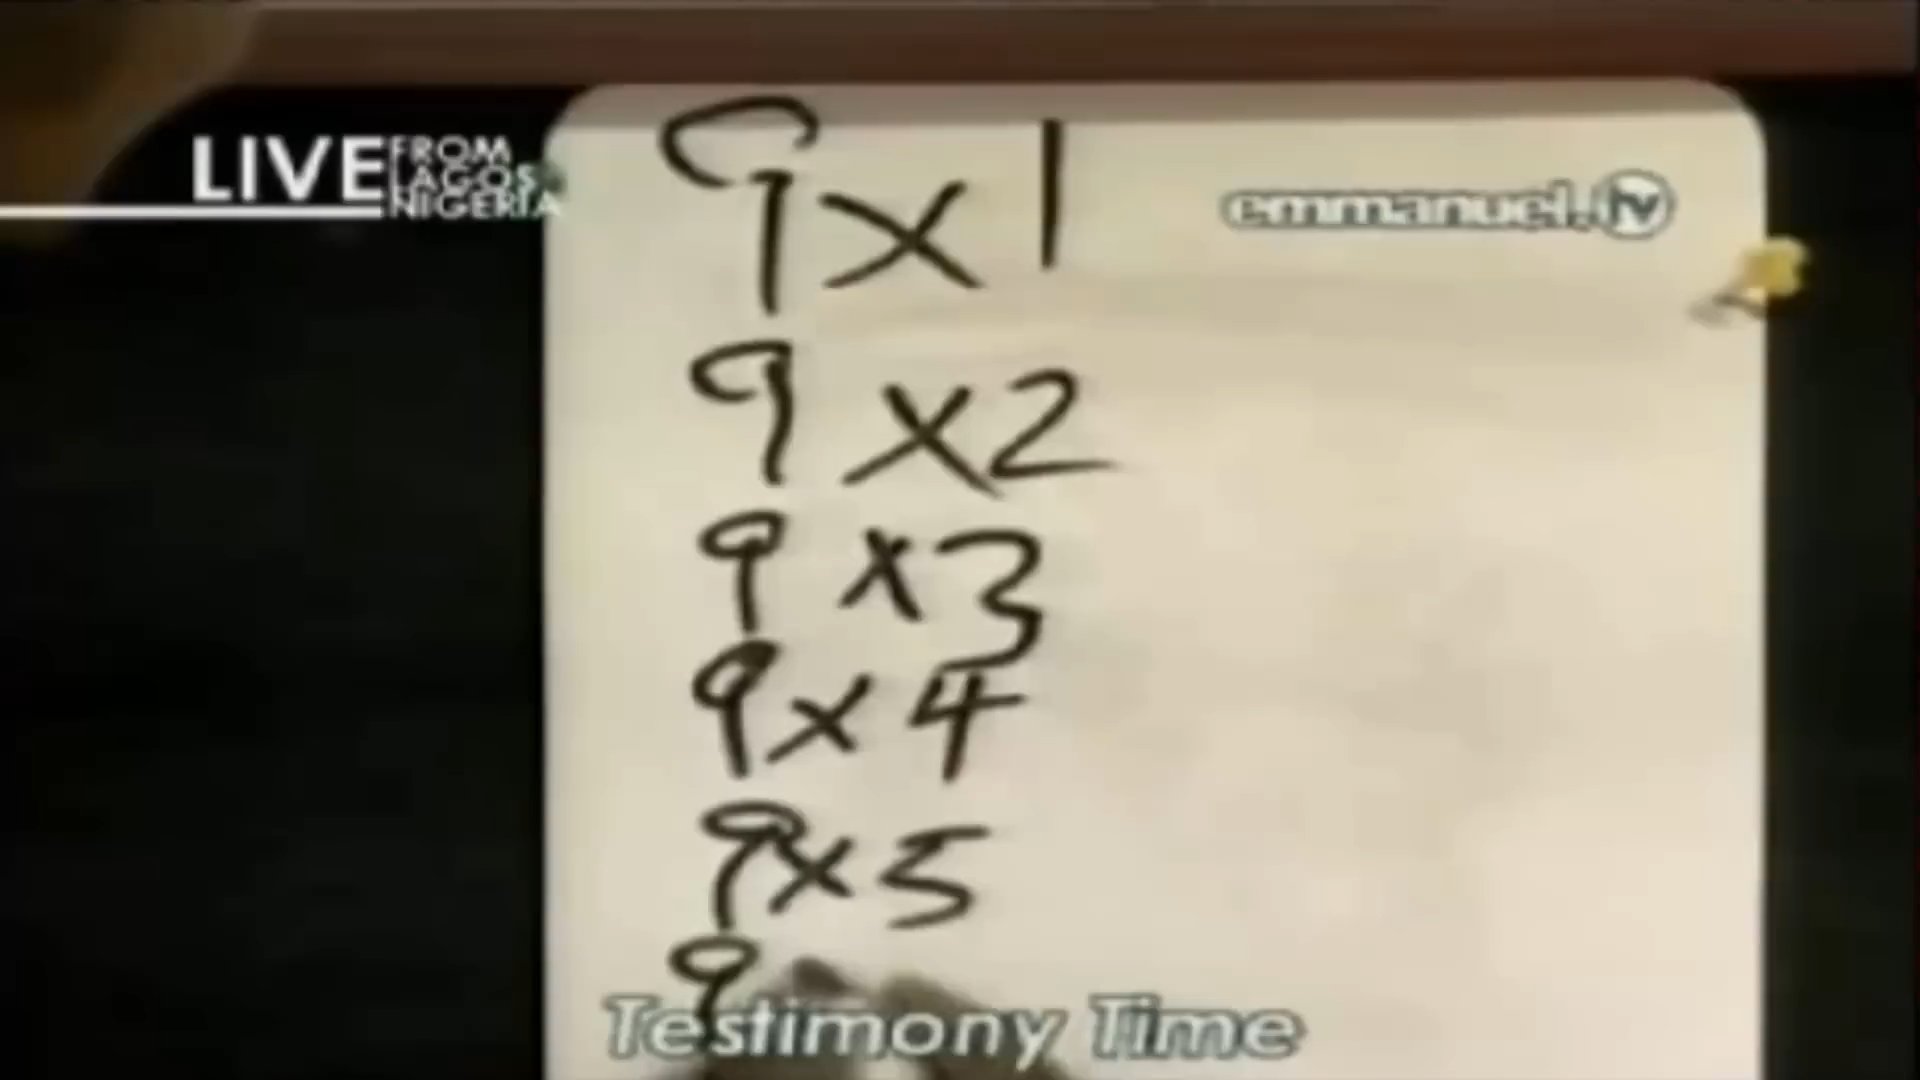 LIVE FROM
LAGOS
NIGERIA
emmanuel.tv
9x1
9x2
9x3
9x4
9x5
9
Testimony Time